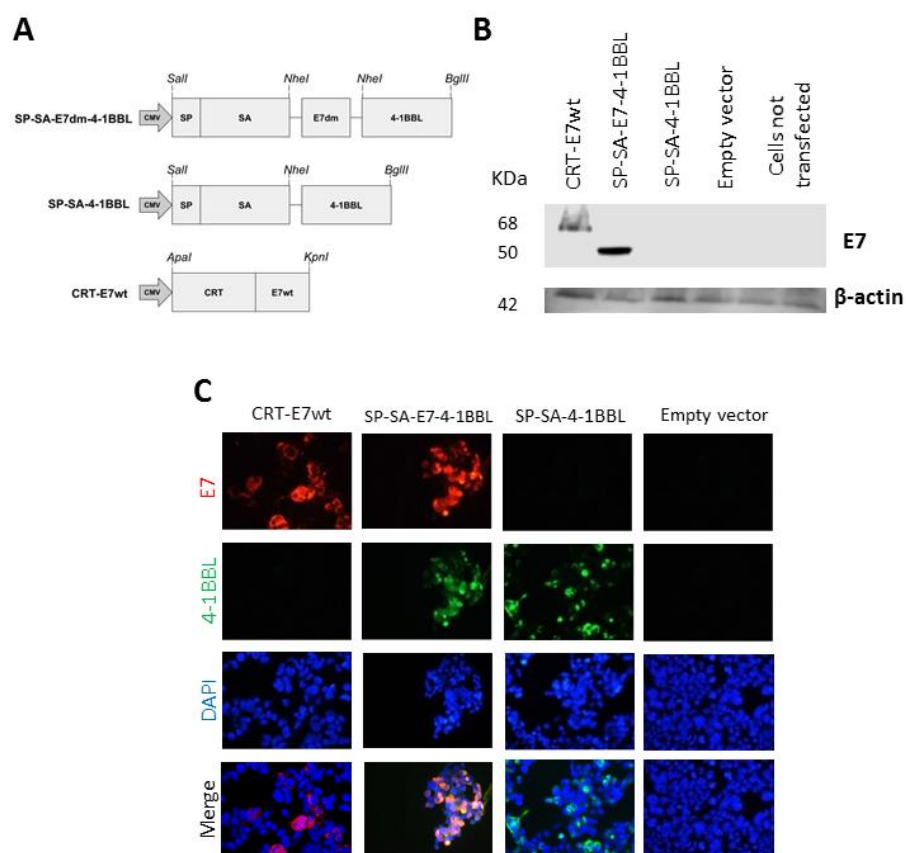 A
SalI NheI NheI BglII
SP-SA-E7dm-4-1BBL CMV SP SA E7dm 4-1BBL
SalI NheI BglII
SP-SA-4-1BBL CMV SP SA 4-1BBL
ApaI KpnI
CRT-E7wt CMV CRT E7wt
B
CRT-E7wt
SP-SA-E7-4-1BBL
SP-SA-4-1BBL
Empty vector
Cells not
transfected
KDa
68
50
E7
42
β-actin
C
CRT-E7wt SP-SA-E7-4-1BBL SP-SA-4-1BBL Empty vector
E7
4-1BBL
DAPI
Merge